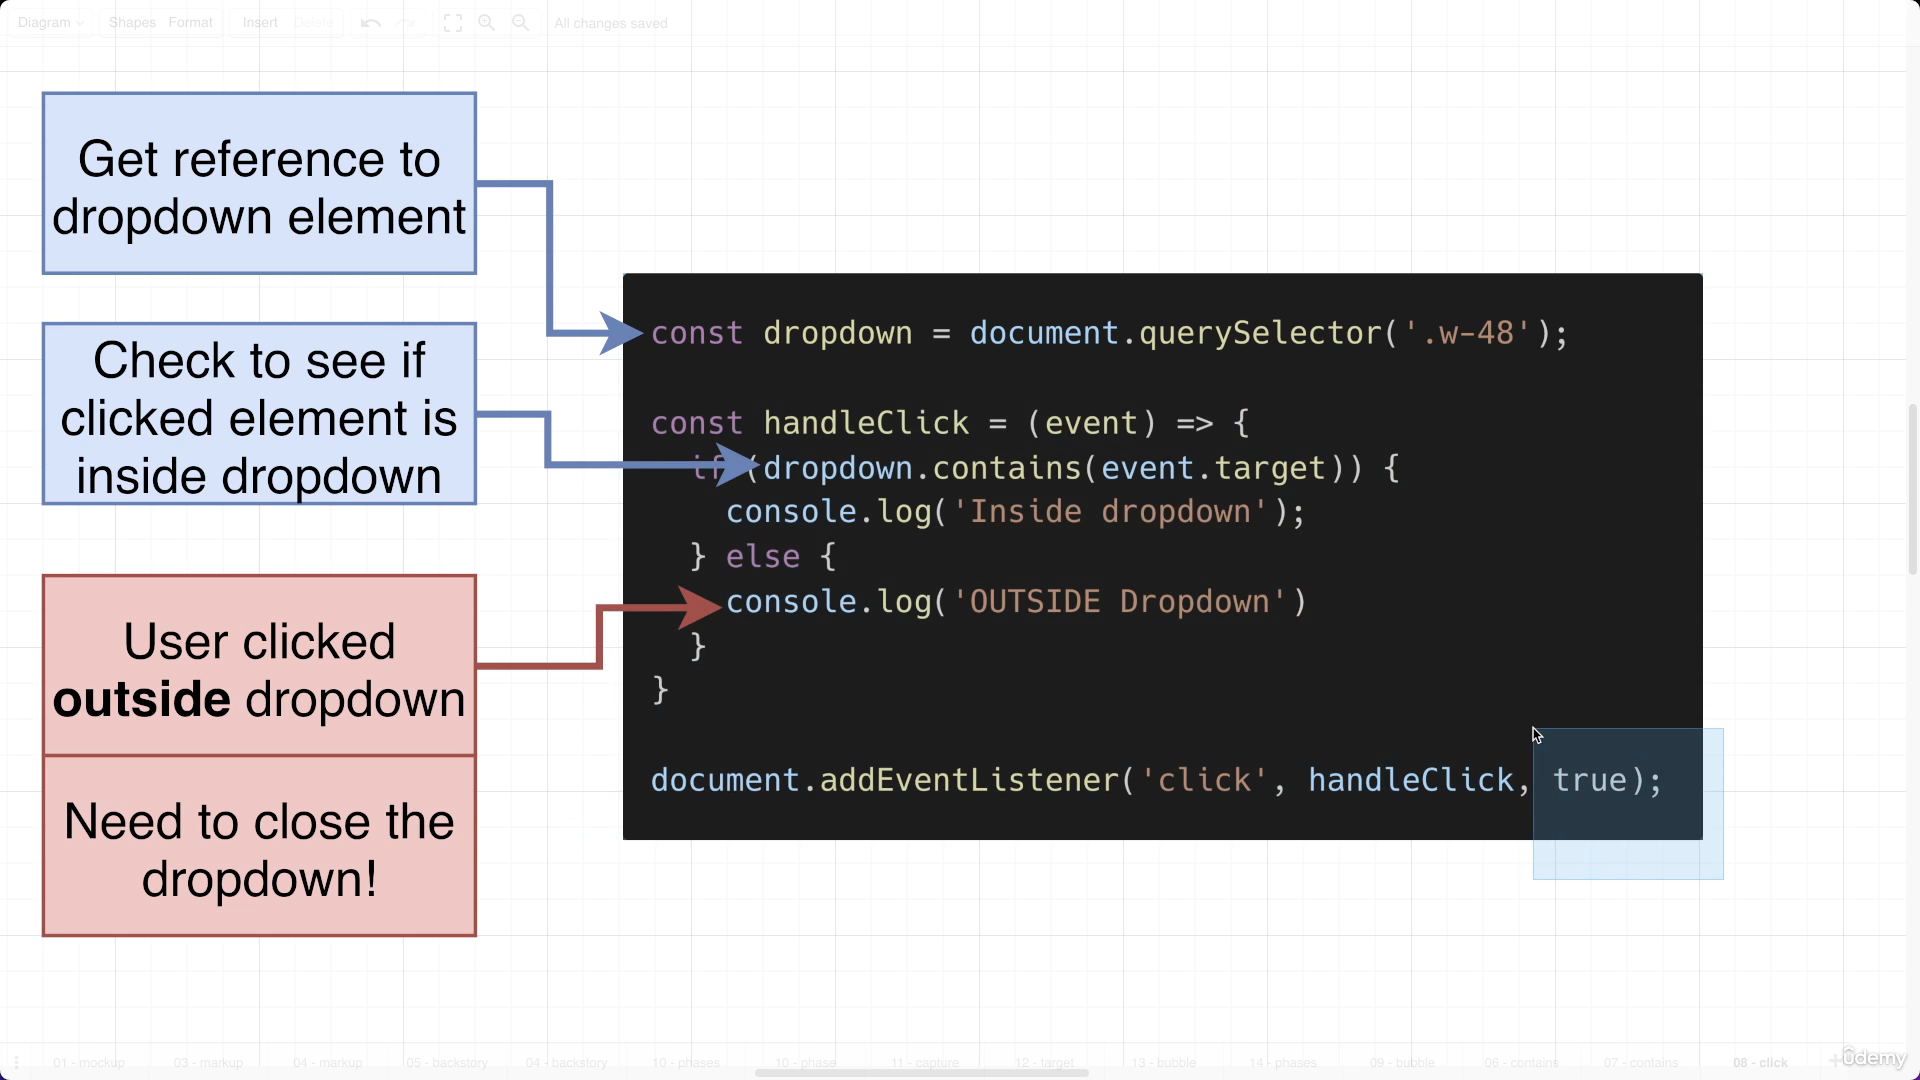 Diagram
Shapes
Format
Insert
Delete
All changes saved
Get reference to
dropdown element
Check to see if
clicked element is
inside dropdown
User clicked
outside dropdown
Need to close the
dropdown!
const dropdown = document.querySelector('.w-48');
const handleClick = (event) => {
if (dropdown.contains(event.target)) {
console.log('Inside dropdown');
} else {
console.log('OUTSIDE Dropdown')
}
}
document.addEventListener('click', handleClick, true);
01 - mockup
03 - markup
04 - markup
05 - backstory
04 - backstory
10 - phases
10 - phase
11 - capture
12 - target
13 - bubble
14 - phases
09 - bubble
06 - contains
07 - contains
08 - click
ûdemy